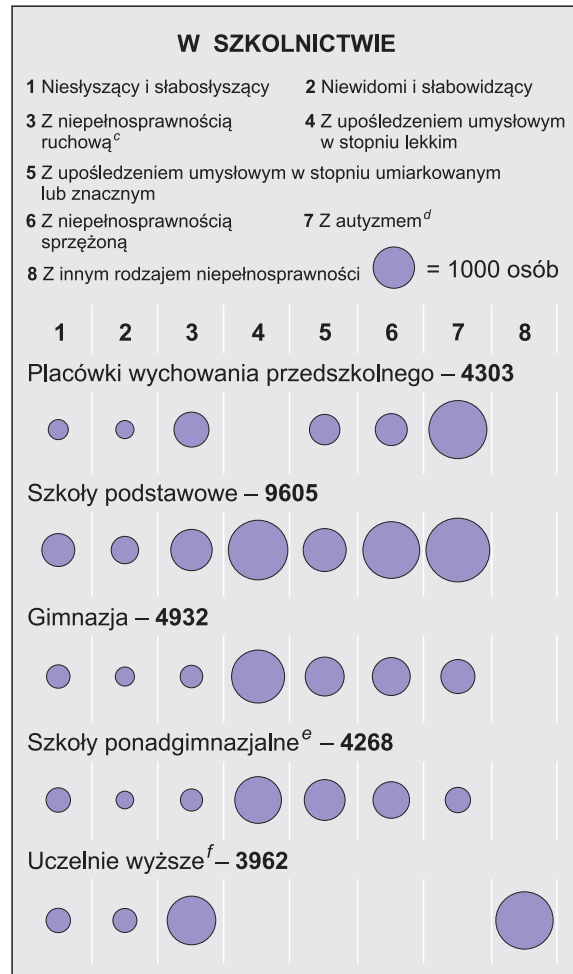 W SZKOLNICTWIE
1 Niesłyszący i słabosłyszący 2 Niewidomi i słabowidzący
3 Z niepełnosprawnością ruchową c
4 Z upośledzeniem umysłowym w stopniu lekkim
5 Z upośledzeniem umysłowym w stopniu umiarkowanym
lub znacznym
6 Z niepełnosprawnością sprzężoną
7 Z autyzmem d
8 Z innym rodzajem niepełnosprawności = 1000 osób
1 2 3 4 5 6 7 8
Placówki wychowania przedszkolnego – 4303
Szkoły podstawowe – 9605
Gimnazja – 4932
Szkoły ponadgimnazjalne e – 4268
Uczelnie wyższe f – 3962